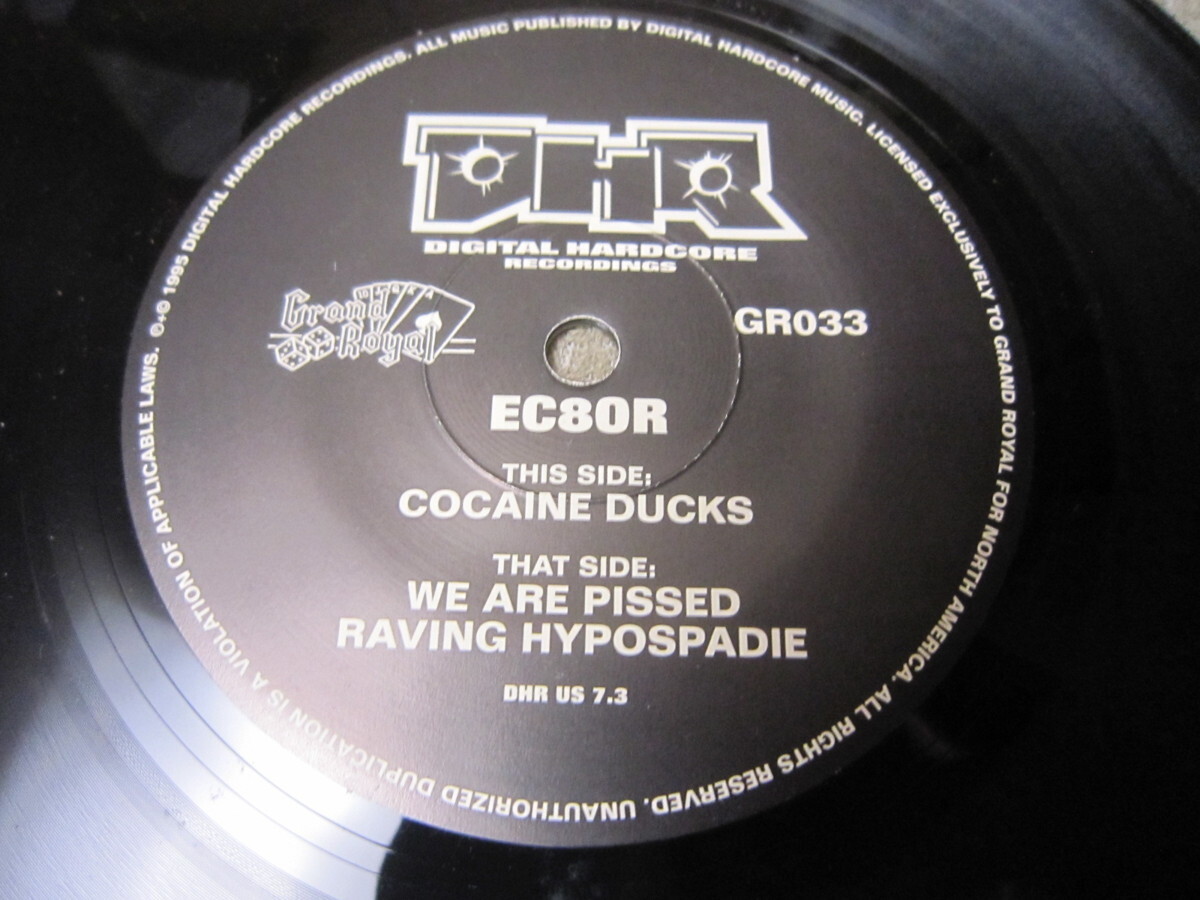 ℗+© 1995 DIGITAL HARDCORE RECORDINGS. ALL MUSIC PUBLISHED BY DIGITAL HARDCORE MUSIC. LICENSED EXCLUSIVELY TO GRAND ROYAL FOR NORTH AMERICA. ALL RIGHTS RESERVED. UNAUTHORIZED DUPLICATION IS A VIOLATION OF APPLICABLE LAWS.
DHR
DIGITAL HARDCORE
RECORDINGS
Grand
Royal
GR033
EC8OR
THIS SIDE:
COCAINE DUCKS
THAT SIDE:
WE ARE PISSED
RAVING HYPOSPADIE
DHR US 7.3